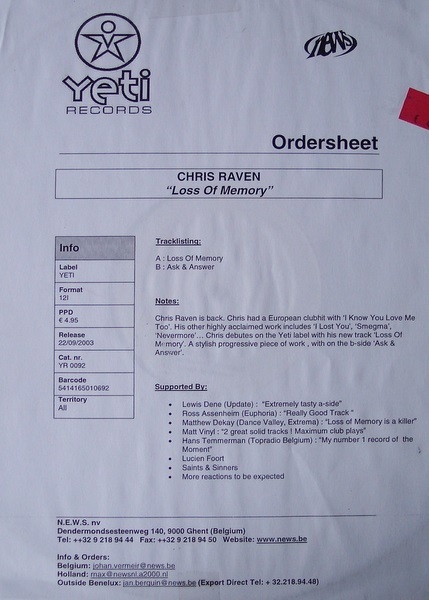 Yeti
RECORDS
NEWS
Ordersheet
CHRIS RAVEN
“Loss Of Memory”
Info
Label
YETI
Format
12I
PPD
€ 4.95
Release
22/09/2003
Cat. nr.
YR 0092
Barcode
5414165010692
Territory
All
Tracklisting:
A : Loss Of Memory
B : Ask & Answer
Notes:
Chris Raven is back. Chris had a European clubhit with ‘I Know You Love Me
Too’. His other highly acclaimed work includes ‘I Lost You’, ‘Smegma’,
‘Nevermore’… Chris debutes on the Yeti label with his new track ‘Loss Of
Memory’. A stylish progressive piece of work , with on the b-side ‘Ask &
Answer’.
Supported By:
• Lewis Dene (Update) : “Extremely tasty a-side”
• Ross Assenheim (Euphoria) : “Really Good Track “
• Matthew Dekay (Dance Valley, Extrema) : “Loss of Memory is a killer”
• Matt Vinyl : “2 great solid tracks ! Maximum club plays”
• Hans Temmerman (Topradio Belgium) : “My number 1 record of the
Moment”
• Lucien Foort
• Saints & Sinners
• More reactions to be expected
N.E.W.S. nv
Dendermondsesteenweg 140, 9000 Ghent (Belgium)
Tel: ++32 9 218 94 44 Fax: ++32 9 218 94 50 Website: www.news.be
Info & Orders:
Belgium: johan.vermeir@news.be
Holland: max@newsnl.a2000.nl
Outside Benelux: jan.berquin@news.be (Export Direct Tel: + 32.218.94.48)